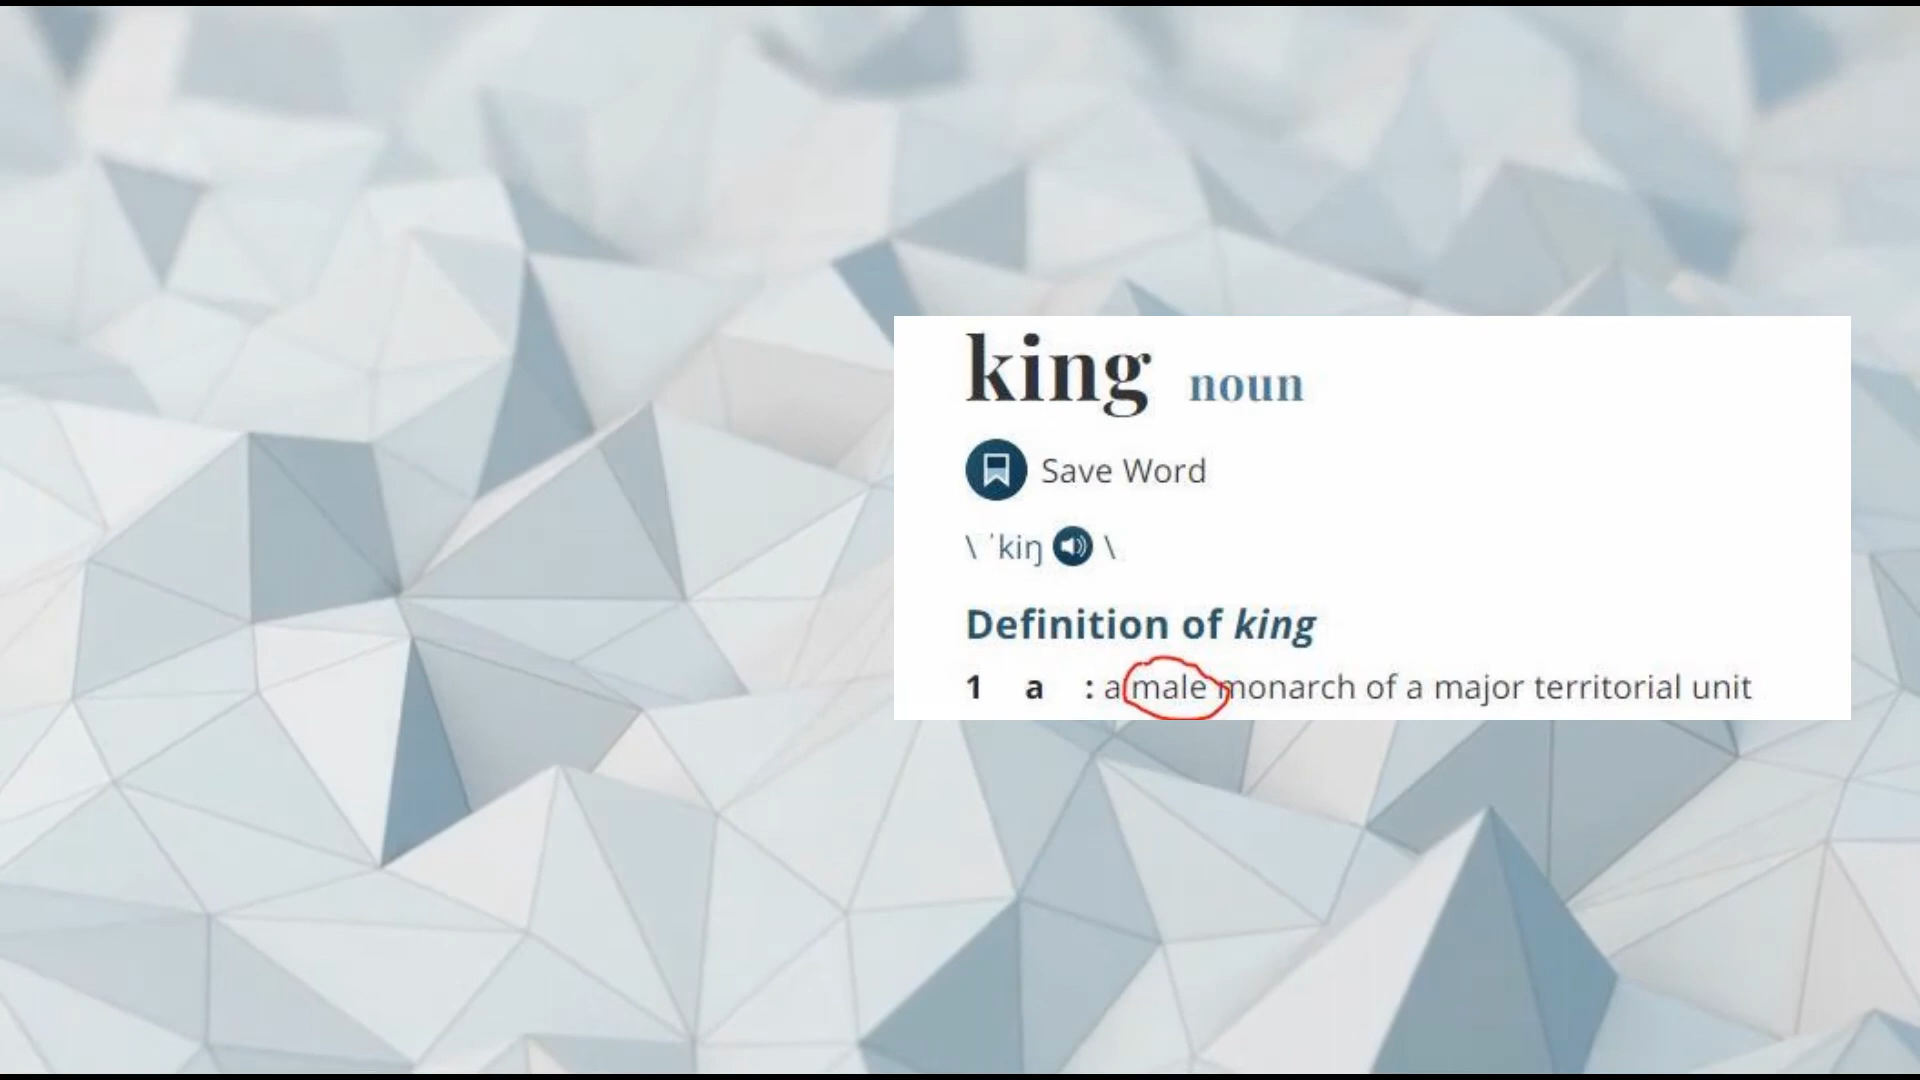 king noun
Save Word
\ ˈkiŋ \
Definition of king
1 a : a male monarch of a major territorial unit